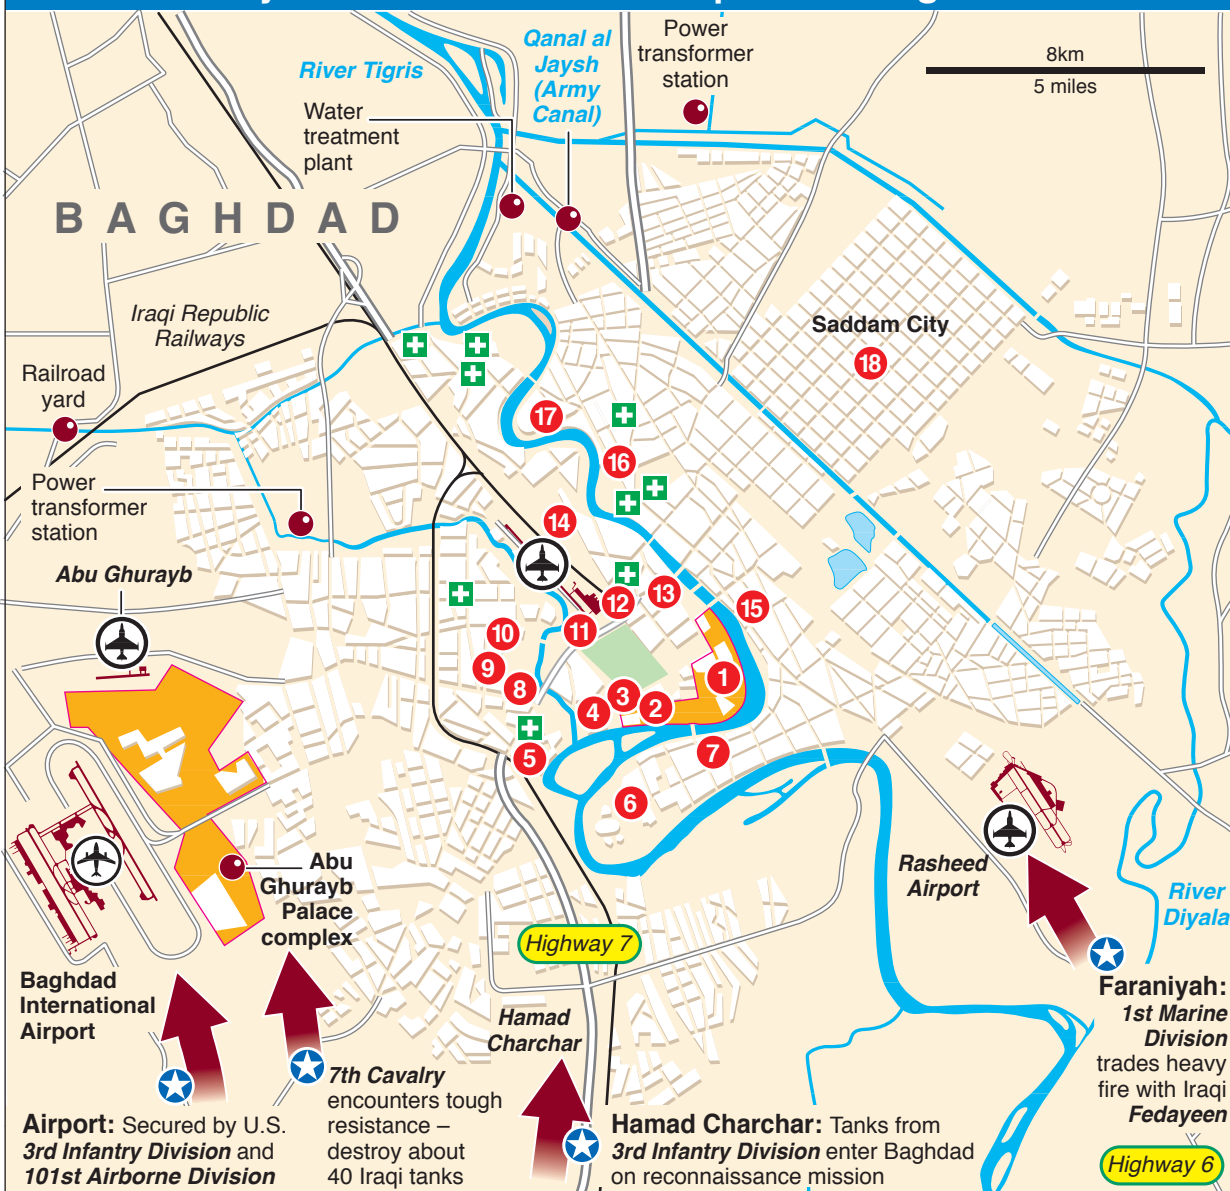 River Tigris
Qanal al
Jaysh
(Army
Canal)
Power
transformer
station
8km
5 miles
Water
treatment
plant
BAGHDAD
Iraqi Republic
Railways
Saddam City
18
Railroad
yard
17
16
Power
transformer
station
14
Abu Ghurayb
13
12
15
11
10
9
8
1
3
2
4
5
7
6
Rasheed
Airport
River
Diyala
Abu
Ghurayb
Palace
complex
Highway 7
Baghdad
International
Airport
Hamad
Charchar
Faraniyah:
1st Marine
Division
trades heavy
fire with Iraqi
Fedayeen
7th Cavalry
encounters tough
resistance –
destroy about
40 Iraqi tanks
Airport: Secured by U.S.
3rd Infantry Division and
101st Airborne Division
Hamad Charchar: Tanks from
3rd Infantry Division enter Baghdad
on reconnaissance mission
Highway 6